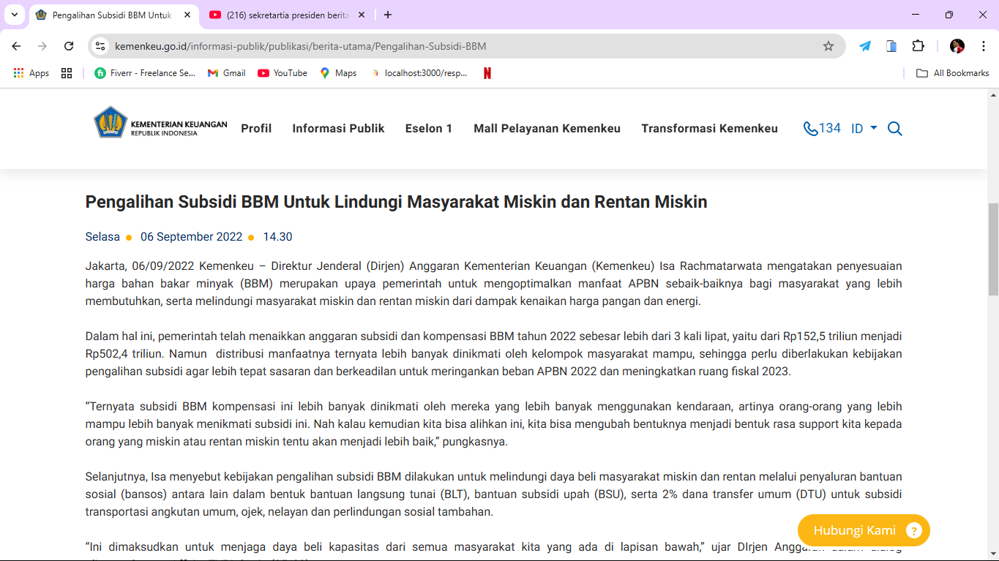 Pengalihan Subsidi BBM Untuk
(216) sekretartia presiden berita
kemenkeu.go.id/informasi-publik/publikasi/berita-utama/Pengalihan-Subsidi-BBM
Apps
Fiverr - Freelance Se...
Gmail
YouTube
Maps
localhost:3000/resp...
All Bookmarks
KEMENTERIAN KEUANGAN
REPUBLIK INDONESIA
Profil
Informasi Publik
Eselon 1
Mall Pelayanan Kemenkeu
Transformasi Kemenkeu
134
ID
Pengalihan Subsidi BBM Untuk Lindungi Masyarakat Miskin dan Rentan Miskin
Selasa 06 September 2022 14.30
Jakarta, 06/09/2022 Kemenkeu – Direktur Jenderal (Dirjen) Anggaran Kementerian Keuangan (Kemenkeu) Isa Rachmatarwata mengatakan penyesuaian
harga bahan bakar minyak (BBM) merupakan upaya pemerintah untuk mengoptimalkan manfaat APBN sebaik-baiknya bagi masyarakat yang lebih
membutuhkan, serta melindungi masyarakat miskin dan rentan miskin dari dampak kenaikan harga pangan dan energi.
Dalam hal ini, pemerintah telah menaikkan anggaran subsidi dan kompensasi BBM tahun 2022 sebesar lebih dari 3 kali lipat, yaitu dari Rp152,5 triliun menjadi
Rp502,4 triliun. Namun  distribusi manfaatnya ternyata lebih banyak dinikmati oleh kelompok masyarakat mampu, sehingga perlu diberlakukan kebijakan
pengalihan subsidi agar lebih tepat sasaran dan berkeadilan untuk meringankan beban APBN 2022 dan meningkatkan ruang fiskal 2023.
“Ternyata subsidi BBM kompensasi ini lebih banyak dinikmati oleh mereka yang lebih banyak menggunakan kendaraan, artinya orang-orang yang lebih
mampu lebih banyak menikmati subsidi ini. Nah kalau kemudian kita bisa alihkan ini, kita bisa mengubah bentuknya menjadi bentuk rasa support kita kepada
orang yang miskin atau rentan miskin tentu akan menjadi lebih baik,” pungkasnya.
Selanjutnya, Isa menyebut kebijakan pengalihan subsidi BBM dilakukan untuk melindungi daya beli masyarakat miskin dan rentan melalui penyaluran bantuan
sosial (bansos) antara lain dalam bentuk bantuan langsung tunai (BLT), bantuan subsidi upah (BSU), serta 2% dana transfer umum (DTU) untuk subsidi
transportasi angkutan umum, ojek, nelayan dan perlindungan sosial tambahan.
“Ini dimaksudkan untuk menjaga daya beli kapasitas dari semua masyarakat kita yang ada di lapisan bawah,” ujar DIrjen Anggaran dalam dialog
Hubungi Kami ?